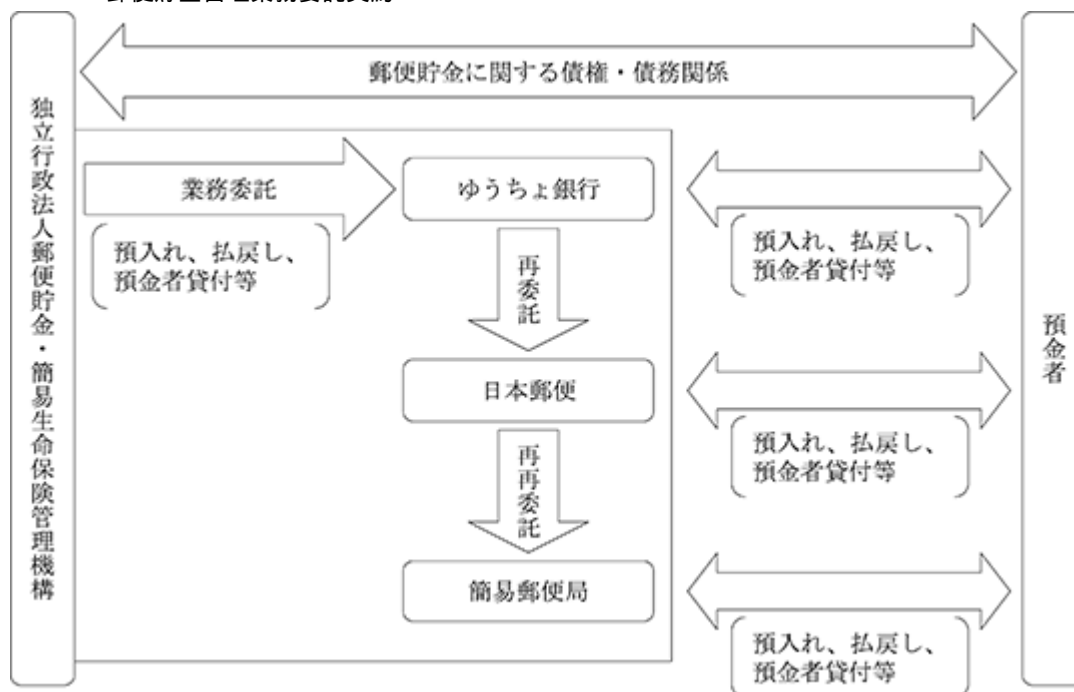 郵便貯金に関する債権・債務関係
独立行政法人郵便貯金・簡易生命保険管理機構
業務委託
預入れ、払戻し、
預金者貸付等
ゆうちょ銀行
再委託
日本郵便
再再委託
簡易郵便局
預入れ、払戻し、
預金者貸付等
預入れ、払戻し、
預金者貸付等
預入れ、払戻し、
預金者貸付等
預金者